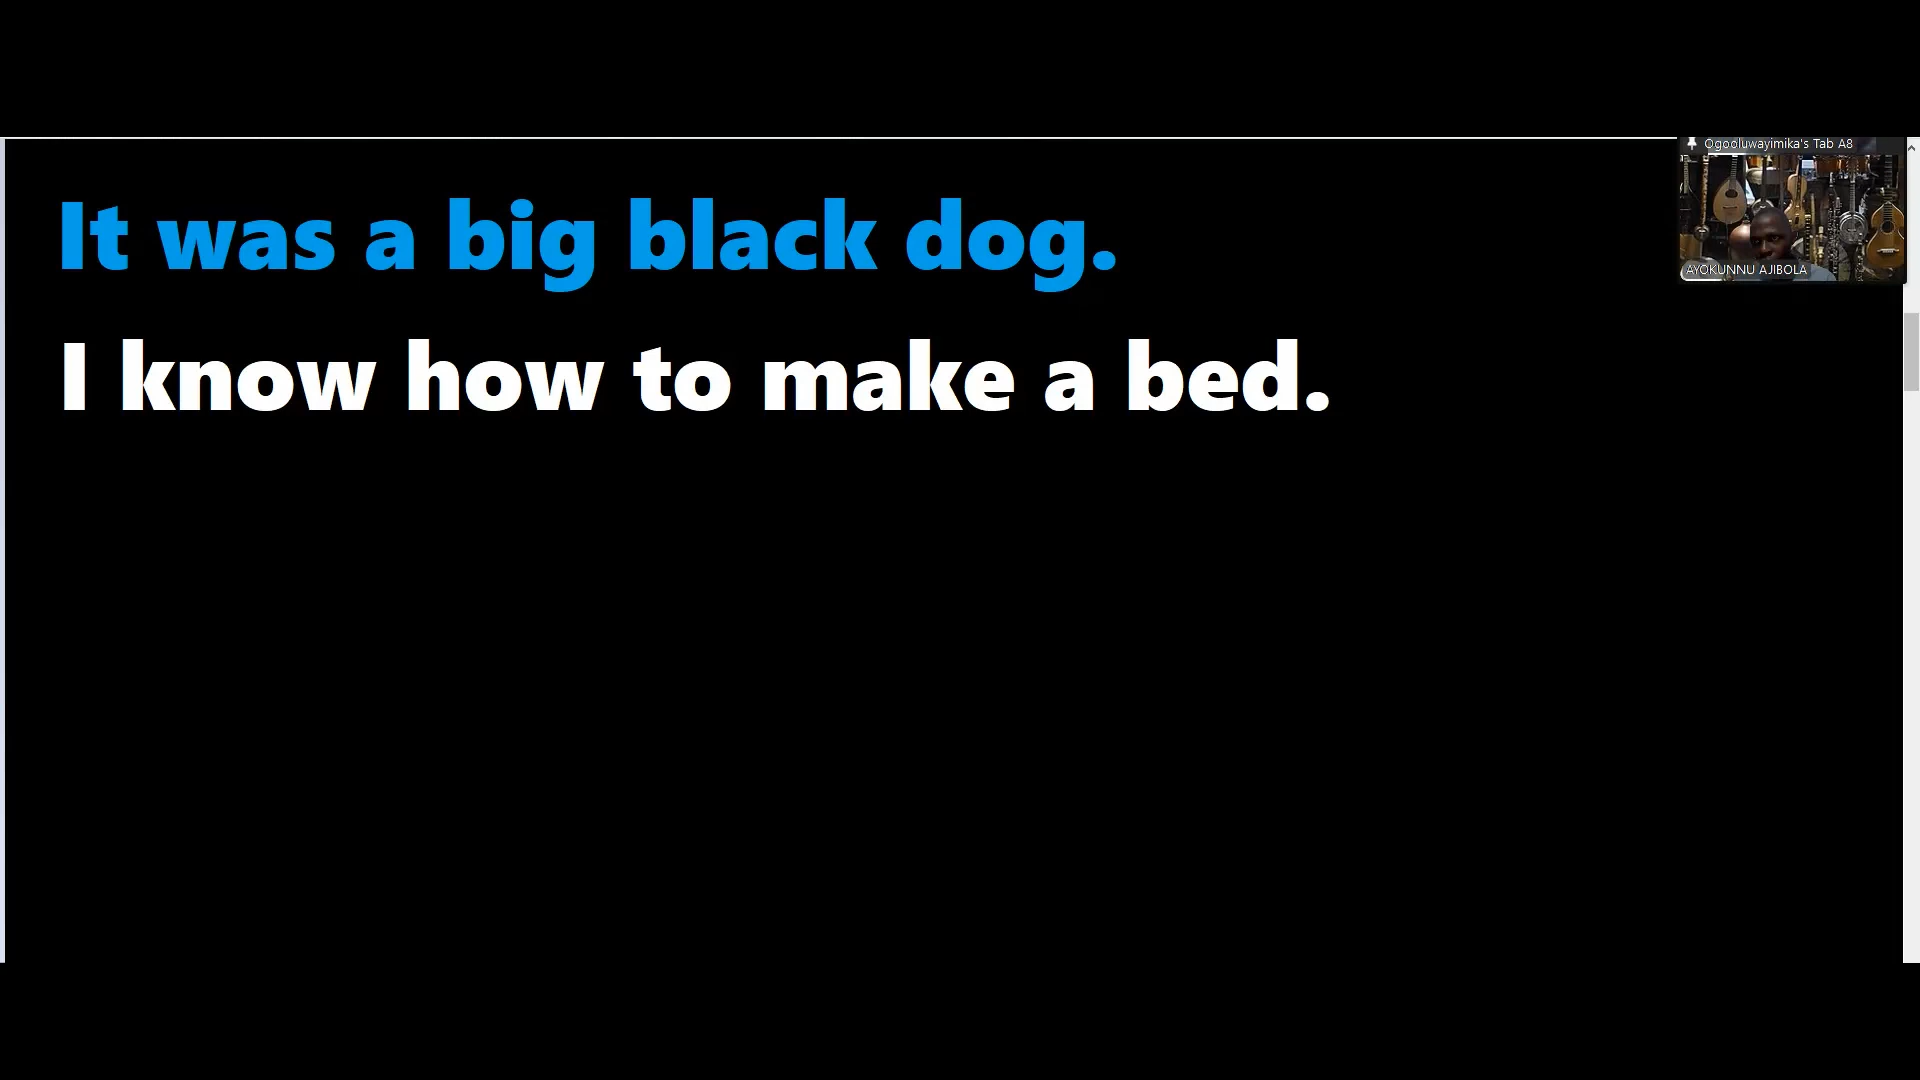 Ogooluwayimika's Tab A8
It was a big black dog.
AYOKUNNU AJIBOLA
I know how to make a bed.